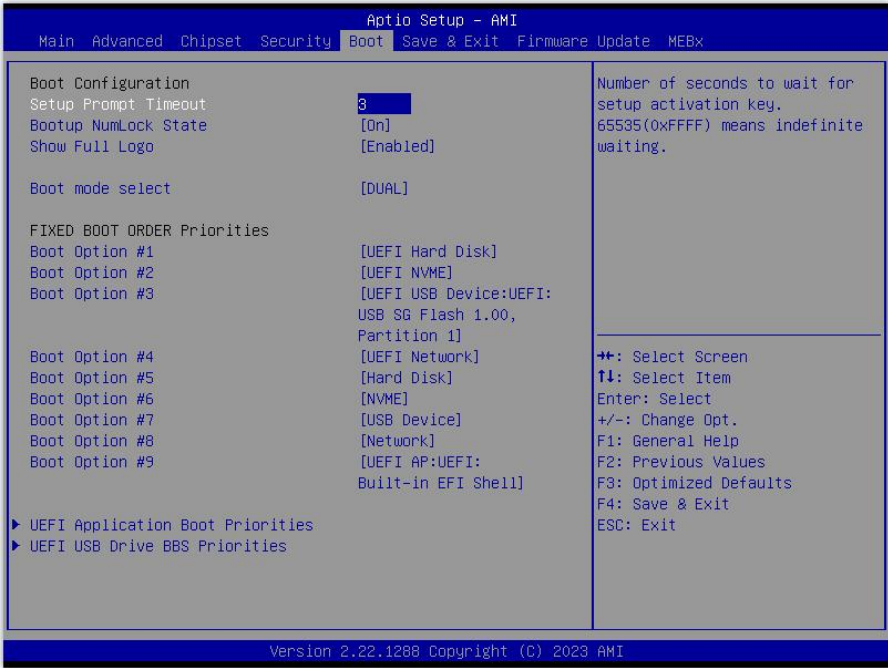 Aptio Setup – AMI
Main Advanced Chipset Security Boot Save & Exit Firmware Update MEBx
Boot Configuration
Setup Prompt Timeout 3
Bootup NumLock State [On]
Show Full Logo [Enabled]
Boot mode select [DUAL]
FIXED BOOT ORDER Priorities
Boot Option #1 [UEFI Hard Disk]
Boot Option #2 [UEFI NVME]
Boot Option #3 [UEFI USB Device:UEFI:
USB SG Flash 1.00,
Partition 1]
Boot Option #4 [UEFI Network]
Boot Option #5 [Hard Disk]
Boot Option #6 [NVME]
Boot Option #7 [USB Device]
Boot Option #8 [Network]
Boot Option #9 [UEFI AP:UEFI:
Built-in EFI Shell]
UEFI Application Boot Priorities
UEFI USB Drive BBS Priorities
Number of seconds to wait for
setup activation key.
65535(0xFFFF) means indefinite
waiting.
→←: Select Screen
↑↓: Select Item
Enter: Select
+/-: Change Opt.
F1: General Help
F2: Previous Values
F3: Optimized Defaults
F4: Save & Exit
ESC: Exit
Version 2.22.1288 Copyright (C) 2023 AMI